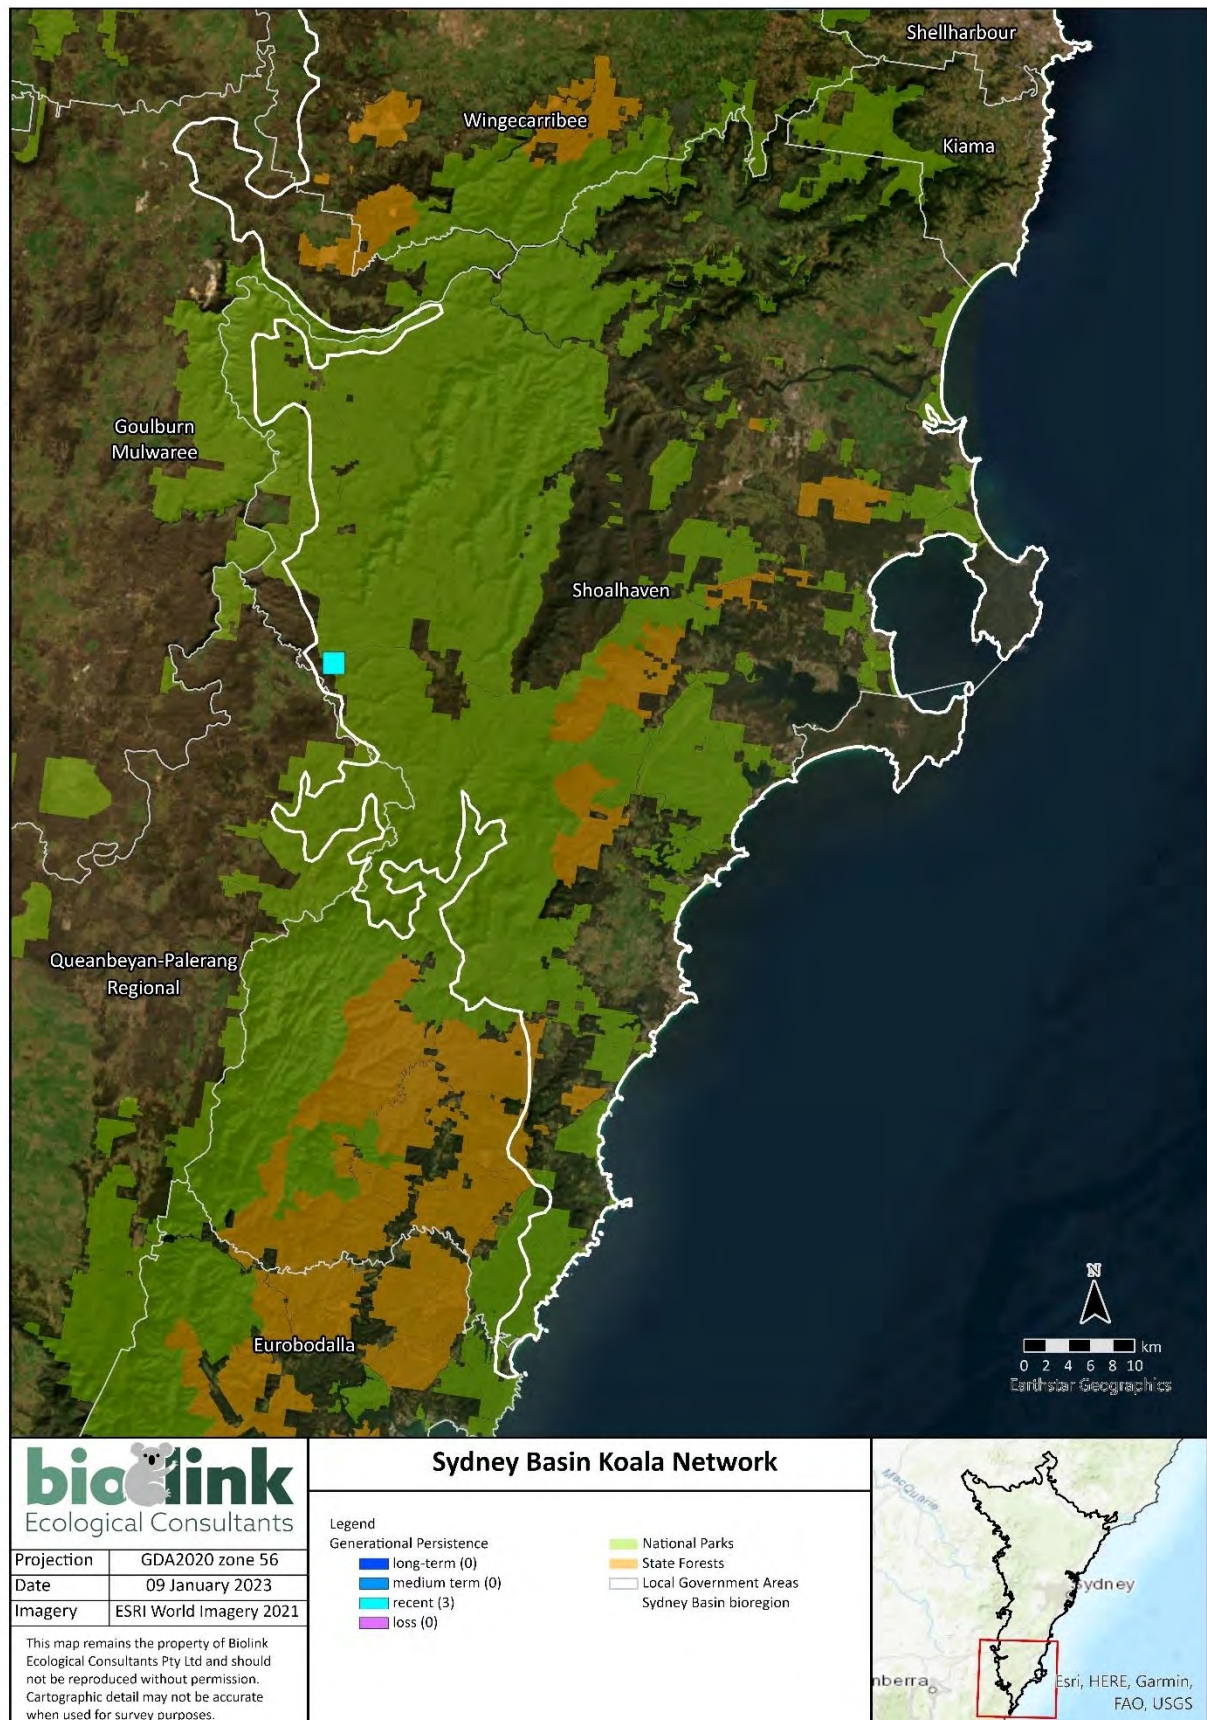 Shellharbour
Wingecarribee
Kiama
Goulburn
Mulwaree
Shoalhaven
Queanbeyan-Palerang
Regional
Eurobodalla
N
km
0 2 4 6 8 10
Earthstar Geographics
biolink
Ecological Consultants
Projection GDA2020 zone 56
Date 09 January 2023
Imagery ESRI World Imagery 2021
This map remains the property of Biolink
Ecological Consultants Pty Ltd and should
not be reproduced without permission.
Cartographic detail may not be accurate
when used for survey purposes.
Sydney Basin Koala Network
Legend
Generational Persistence
long-term (0)
medium term (0)
recent (3)
loss (0)
National Parks
State Forests
Local Government Areas
Sydney Basin bioregion
Macquarie
Sydney
nberra
Esri, HERE, Garmin,
FAO, USGS